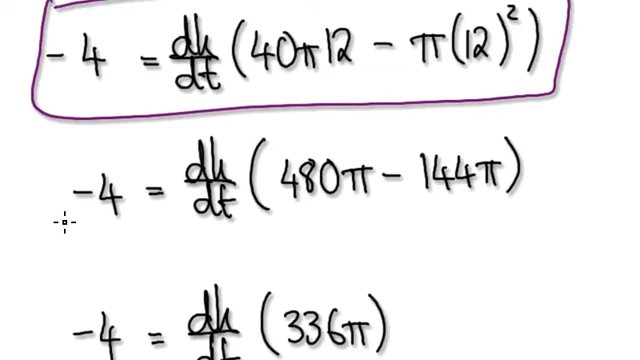 -4 = dh/dt (40π12 - π(12)²)
-4 = dh/dt (480π - 144π)
-4 = dh/dt (336π)